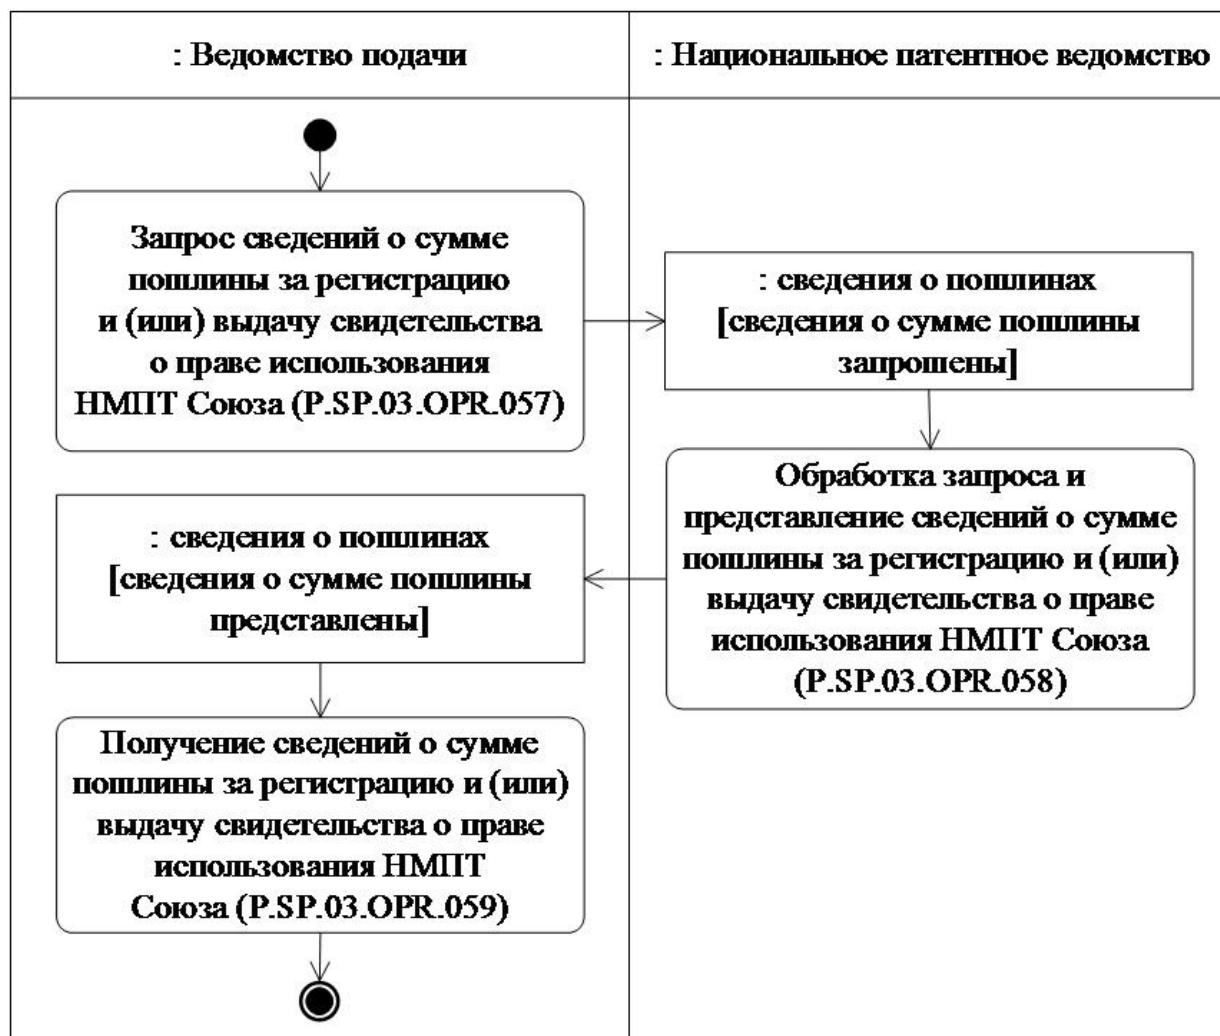 : Ведомство подачи
: Национальное патентное ведомство
Запрос сведений о сумме
пошлины за регистрацию
и (или) выдачу свидетельства
о праве использования
НМПТ Союза (P.SP.03.OPR.057)
: сведения о пошлинах
[сведения о сумме пошлины
запрошены]
Обработка запроса и
представление сведений о сумме
пошлины за регистрацию и (или)
выдачу свидетельства о праве
использования НМПТ Союза
(P.SP.03.OPR.058)
: сведения о пошлинах
[сведения о сумме пошлины
представлены]
Получение сведений о сумме
пошлины за регистрацию и (или)
выдачу свидетельства о праве
использования НМПТ
Союза (P.SP.03.OPR.059)